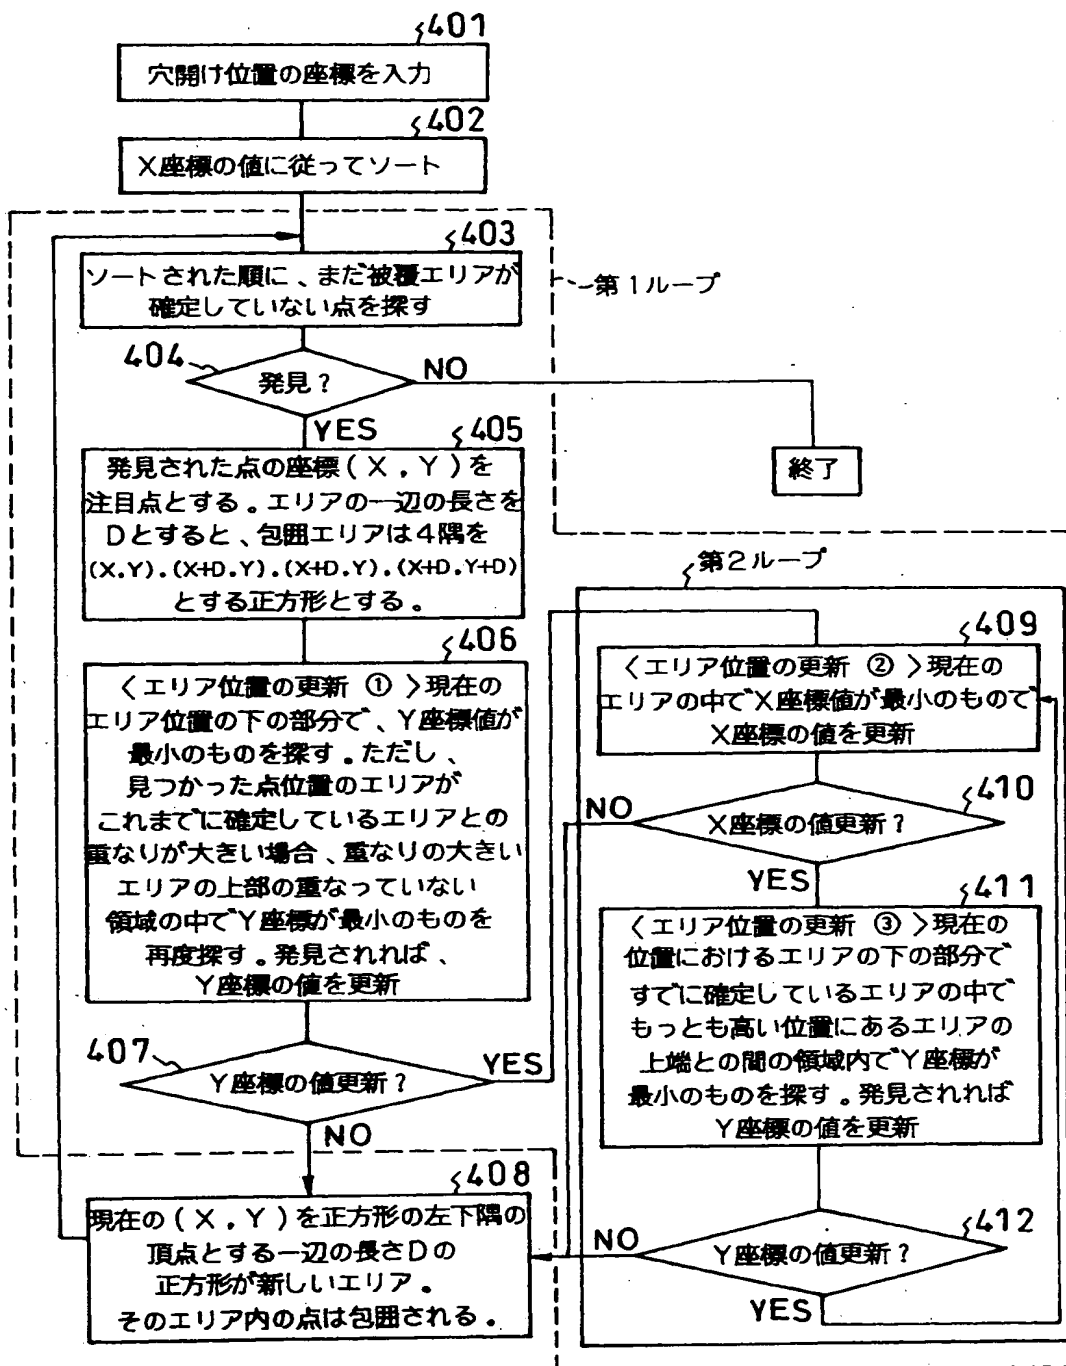 401
穴開け位置の座標を入力
402
X座標の値に従ってソート
403
ソートされた順に、まだ被覆エリアが
確定していない点を探す
第1ループ
404
発見?
NO
YES
終了
405
発見された点の座標(X,Y)を
注目点とする。エリアの一辺の長さを
Dとすると、包囲エリアは4隅を
(X.Y).(X+D.Y).(X+D.Y).(X+D.Y+D)
とする正方形とする。
406
〈エリア位置の更新 ①〉現在の
エリア位置の下の部分で、Y座標値が
最小のものを探す。ただし、
見つかった点位置のエリアが
これまでに確定しているエリアとの
重なりが大きい場合、重なりの大きい
エリアの上部の重なっていない
領域の中でY座標が最小のものを
再度探す。発見されれば、
Y座標の値を更新
407
Y座標の値更新?
YES
NO
408
現在の(X,Y)を正方形の左下隅の
頂点とする一辺の長さDの
正方形が新しいエリア。
そのエリア内の点は包囲される。
第2ループ
409
〈エリア位置の更新 ②〉現在の
エリアの中でX座標値が最小のもので
X座標の値を更新
410
NO
X座標の値更新?
YES
411
〈エリア位置の更新 ③〉現在の
位置におけるエリアの下の部分で
すでに確定しているエリアの中で
もっとも高い位置にあるエリアの
上端との間の領域内でY座標が
最小のものを探す。発見されれば
Y座標の値を更新
412
NO
Y座標の値更新?
YES